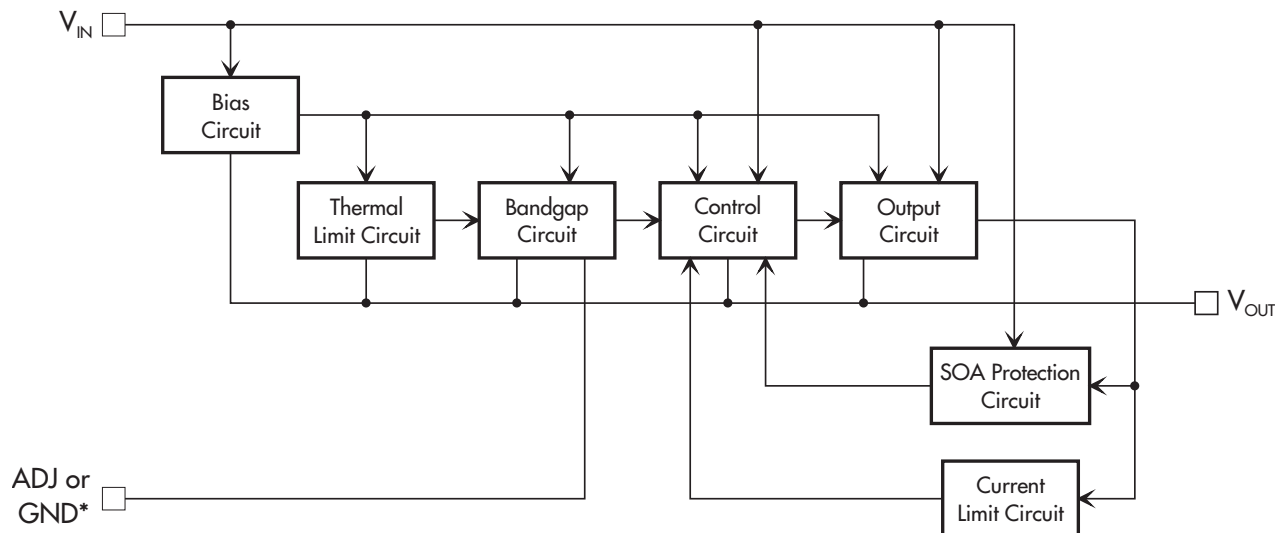 V_IN
Bias
Circuit
Thermal
Limit Circuit
Bandgap
Circuit
Control
Circuit
Output
Circuit
V_OUT
SOA Protection
Circuit
ADJ or
GND*
Current
Limit Circuit